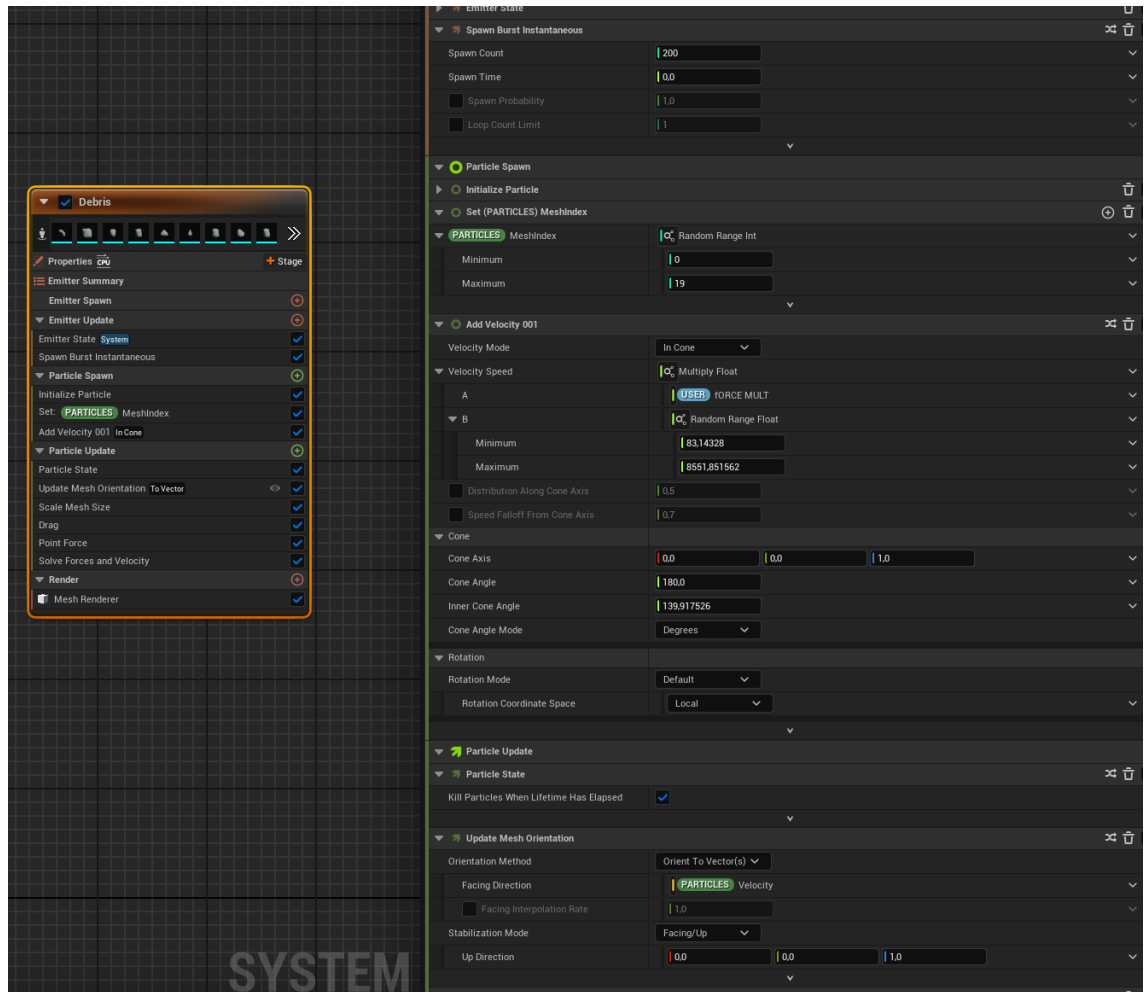 Debris
Properties CPU + Stage
Emitter Summary
Emitter Spawn
Emitter Update
Emitter State System
Spawn Burst Instantaneous
Particle Spawn
Initialize Particle
Set: PARTICLES MeshIndex
Add Velocity 001 In Cone
Particle Update
Particle State
Update Mesh Orientation To Vector
Scale Mesh Size
Drag
Point Force
Solve Forces and Velocity
Render
Mesh Renderer
SYSTEM
Emitter State
Spawn Burst Instantaneous
Spawn Count 200
Spawn Time 0,0
Spawn Probability 1,0
Loop Count Limit 1
Particle Spawn
Initialize Particle
Set (PARTICLES) MeshIndex
PARTICLES MeshIndex Random Range Int
Minimum 0
Maximum 19
Add Velocity 001
Velocity Mode In Cone
Velocity Speed Multiply Float
A USER fORCE MULT
B Random Range Float
Minimum 83,14328
Maximum 8551,851562
Distribution Along Cone Axis 0,5
Speed Falloff From Cone Axis 0,7
Cone
Cone Axis 0,0 0,0 1,0
Cone Angle 180,0
Inner Cone Angle 139,917526
Cone Angle Mode Degrees
Rotation
Rotation Mode Default
Rotation Coordinate Space Local
Particle Update
Particle State
Kill Particles When Lifetime Has Elapsed
Update Mesh Orientation
Orientation Method Orient To Vector(s)
Facing Direction PARTICLES Velocity
Facing Interpolation Rate 1,0
Stabilization Mode Facing/Up
Up Direction 0,0 0,0 1,0